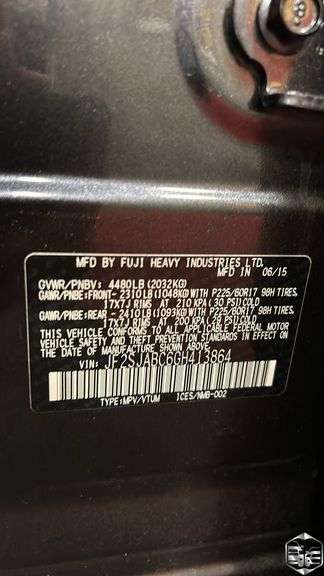 MFD BY FUJI HEAVY INDUSTRIES LTD.
MFD IN 06/15
GVWR/PNBV: 4480LB(2032KG)
GAWR/PNBE:FRONT- 2310LB(1048KG)WITH P225/60R17 98H TIRES,
17X7J RIMS AT 210 KPA(30 PSI)COLD
GAWR/PNBE:REAR - 2410LB(1093KG)WITH P225/60R17 98H TIRES,
17X7J RIMS AT 200 KPA(29 PSI)COLD
THIS VEHICLE CONFORMS TO ALL APPLICABLE FEDERAL MOTOR
VEHICLE SAFETY, BUMPER, AND THEFT PREVENTION STANDARDS
IN EFFECT ON THE DATE OF MANUFACTURE SHOWN ABOVE.
VIN: JF2SJABC6GH413864
TYPE:MPV/VTUM ICES/NMB-002